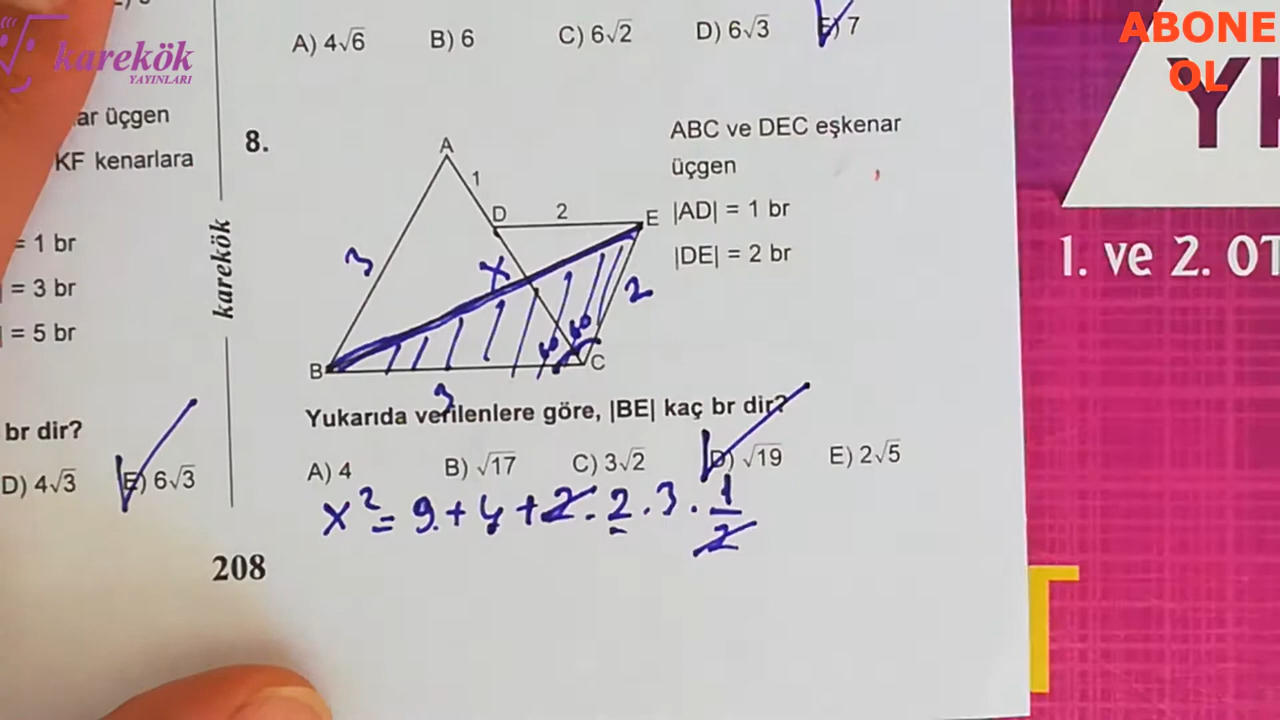 karekök
YAYINLARI
ar üçgen
KF kenarlara
= 1 br
= 3 br
= 5 br
br dir?
D) 4√3 E) 6√3
karekök
208
A) 4√6 B) 6 C) 6√2 D) 6√3 E) 7
8.
A
1
D
2
E
3
x
2
60
60
B
C
3
ABC ve DEC eşkenar
üçgen
|AD| = 1 br
|DE| = 2 br
Yukarıda verilenlere göre, |BE| kaç br dir?
A) 4 B) √17 C) 3√2 D) √19 E) 2√5
x² = 9 + 4 + 2 . 2 . 3 . 1/2
ABONE
OL
1. ve 2. OT